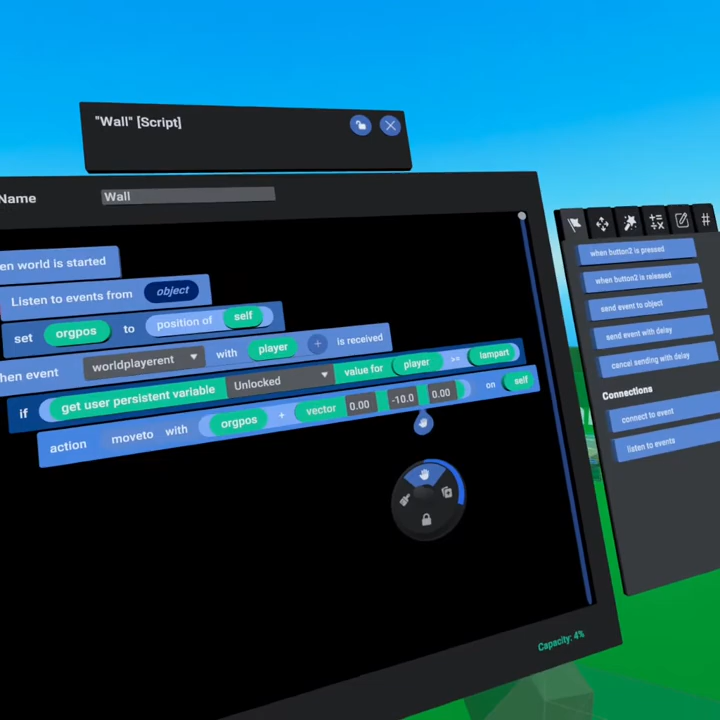 "Wall" [Script]
Name Wall
en world is started
Listen to events from object
set orgpos to position of self
hen event worldplayerent with player + is received
if get user persistent variable Unlocked value for player >= lampart
action moveto with orgpos + vector 0.00 -10.0 0.00 on self
Capacity: 4%
when button2 is pressed
when button2 is released
send event to object
send event with delay
cancel sending with delay
Connections
connect to event
listen to events